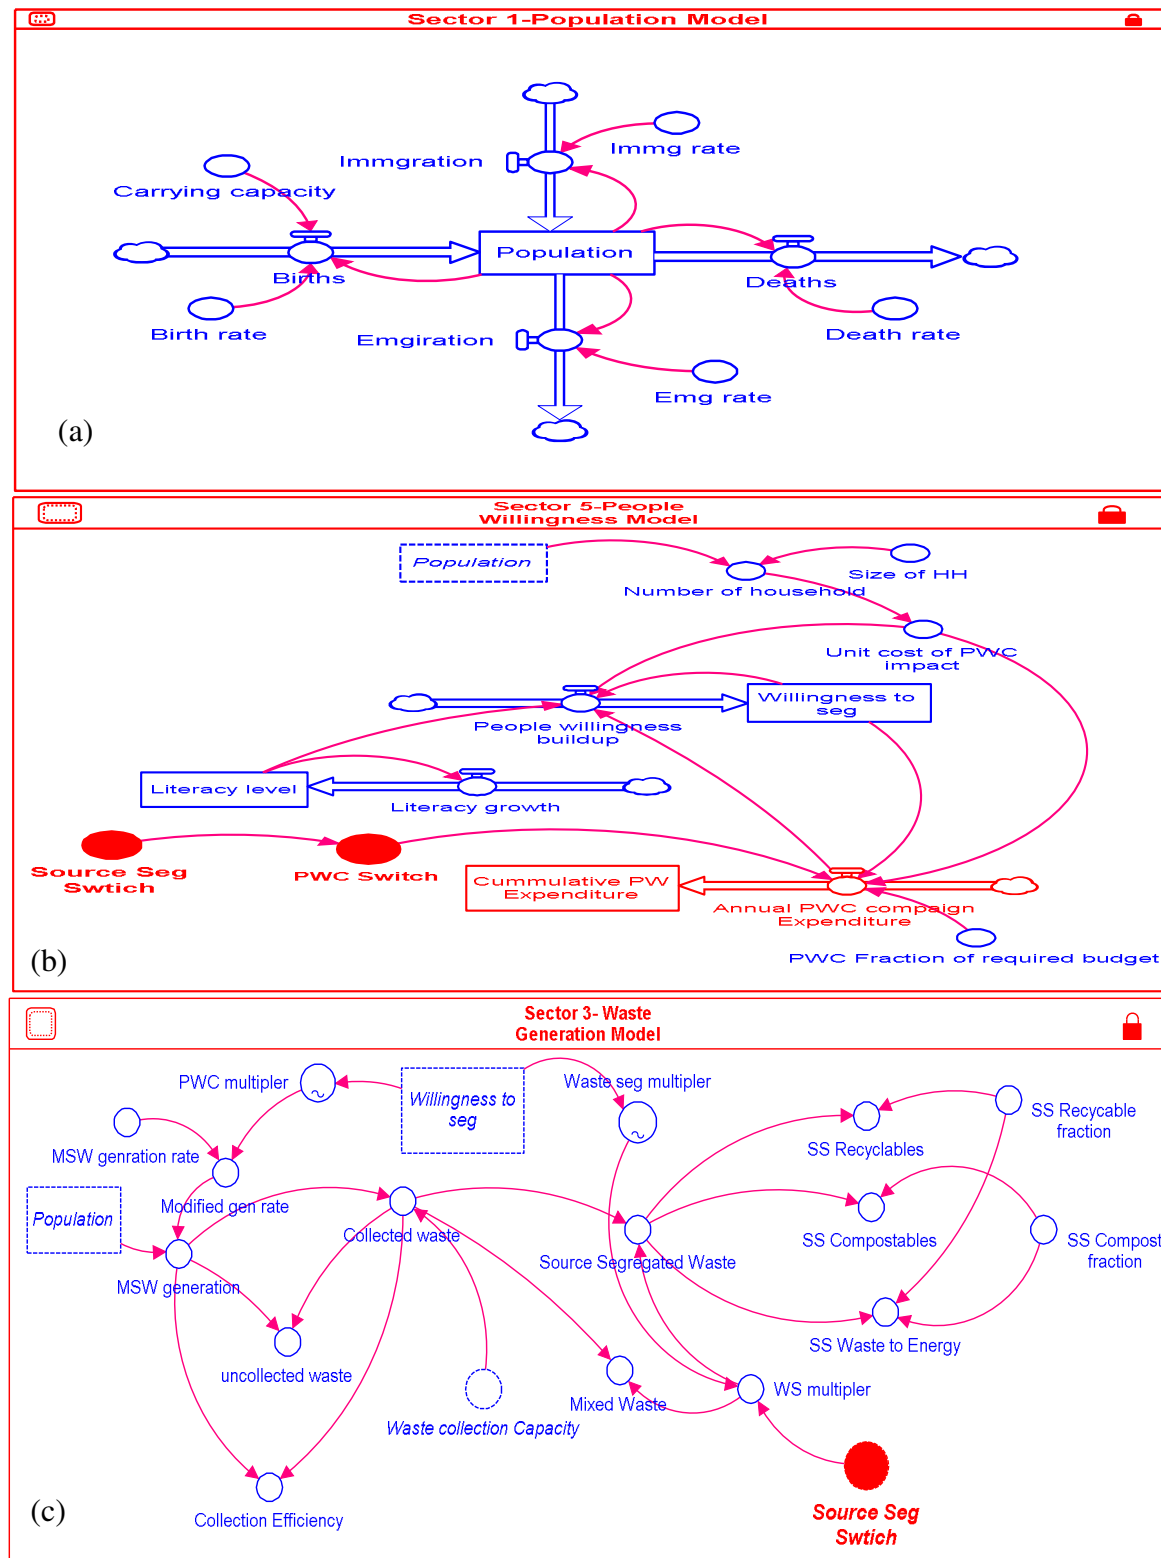 Sector 1-Population Model
Immgration
Immg rate
Carrying capacity
Population
Births
Deaths
Birth rate
Emgiration
Death rate
Emg rate
(a)
Sector 5-People
Willingness Model
Population
Size of HH
Number of household
Unit cost of PWC
impact
Willingness to
seg
People willingness
buildup
Literacy level
Literacy growth
Source Seg
Swtich
PWC Switch
Cummulative PW
Expenditure
Annual PWC compaign
Expenditure
PWC Fraction of required budget
(b)
Sector 3- Waste
Generation Model
PWC multipler
Willingness to
seg
Waste seg multipler
SS Recycable
fraction
MSW genration rate
SS Recyclables
Modified gen rate
Population
Collected waste
SS Compostables
SS Compost
fraction
Source Segregated Waste
MSW generation
SS Waste to Energy
uncollected waste
WS multipler
Mixed Waste
Waste collection Capacity
Collection Efficiency
Source Seg
Swtich
(c)